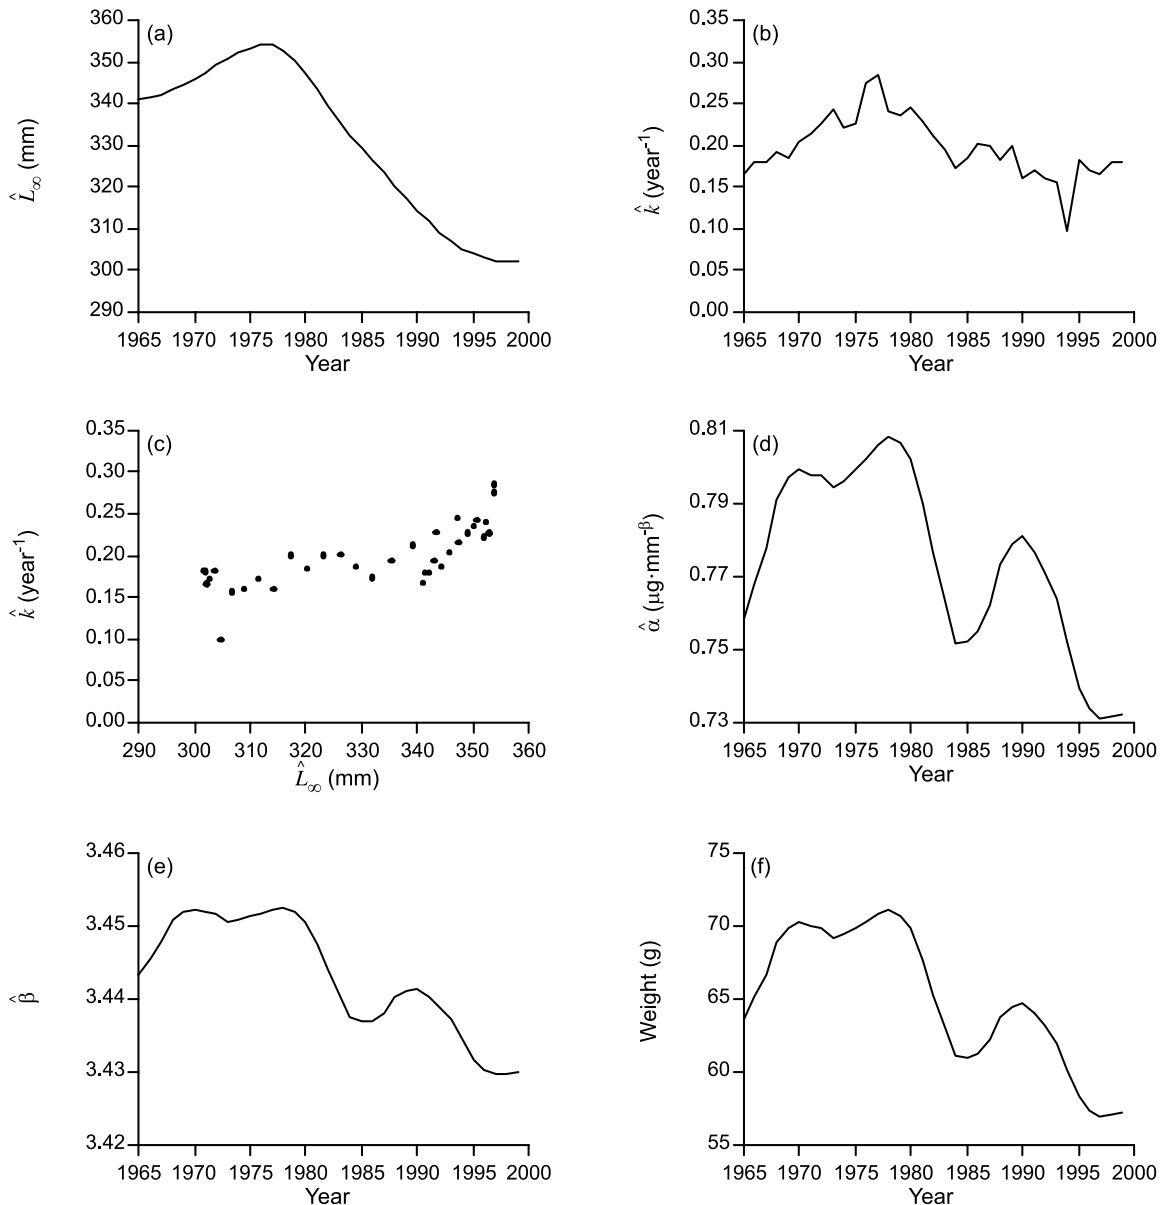 (a)
360
350
340
330
320
310
300
290
L̂∞ (mm)
1965 1970 1975 1980 1985 1990 1995 2000
Year
(b)
0.35
0.30
0.25
0.20
0.15
0.10
0.05
0.00
k̂ (year-1)
1965 1970 1975 1980 1985 1990 1995 2000
Year
(c)
0.35
0.30
0.25
0.20
0.15
0.10
0.05
0.00
k̂ (year-1)
290 300 310 320 330 340 350 360
L̂∞ (mm)
(d)
0.81
0.79
0.77
0.75
0.73
α̂ (µg·mm-β)
1965 1970 1975 1980 1985 1990 1995 2000
Year
(e)
3.46
3.45
3.44
3.43
3.42
β̂
1965 1970 1975 1980 1985 1990 1995 2000
Year
(f)
75
70
65
60
55
Weight (g)
1965 1970 1975 1980 1985 1990 1995 2000
Year